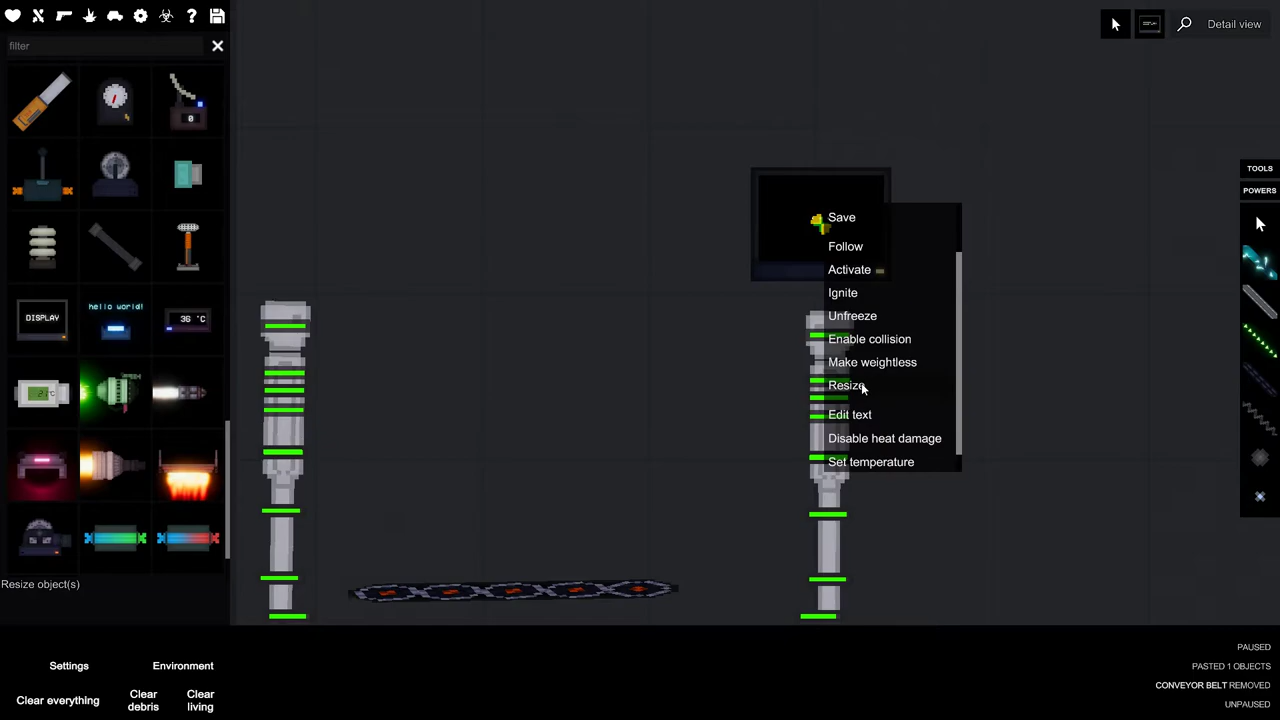 filter
Detail view
TOOLS
POWERS
0
DISPLAY
hello world!
36 °C
Save
Follow
Activate
Ignite
Unfreeze
Enable collision
Make weightless
Resize
Edit text
Disable heat damage
Set temperature
Resize object(s)
Settings
Environment
Clear everything
Clear
debris
Clear
living
PAUSED
PASTED 1 OBJECTS
CONVEYOR BELT REMOVED
UNPAUSED